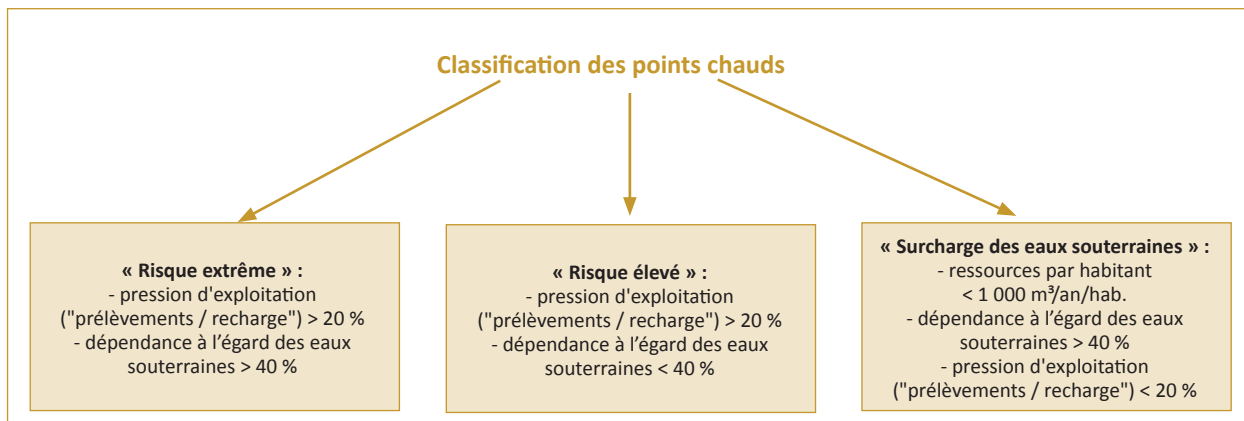 Classification des points chauds
« Risque extrême » :
- pression d'exploitation
("prélèvements / recharge") > 20 %
- dépendance à l’égard des eaux
souterraines > 40 %
« Risque élevé » :
- pression d'exploitation
("prélèvements / recharge") > 20 %
- dépendance à l’égard des eaux
souterraines < 40 %
« Surcharge des eaux souterraines » :
- ressources par habitant
< 1 000 m³/an/hab.
- dépendance à l’égard des eaux
souterraines > 40 %
- pression d'exploitation
("prélèvements / recharge") < 20 %